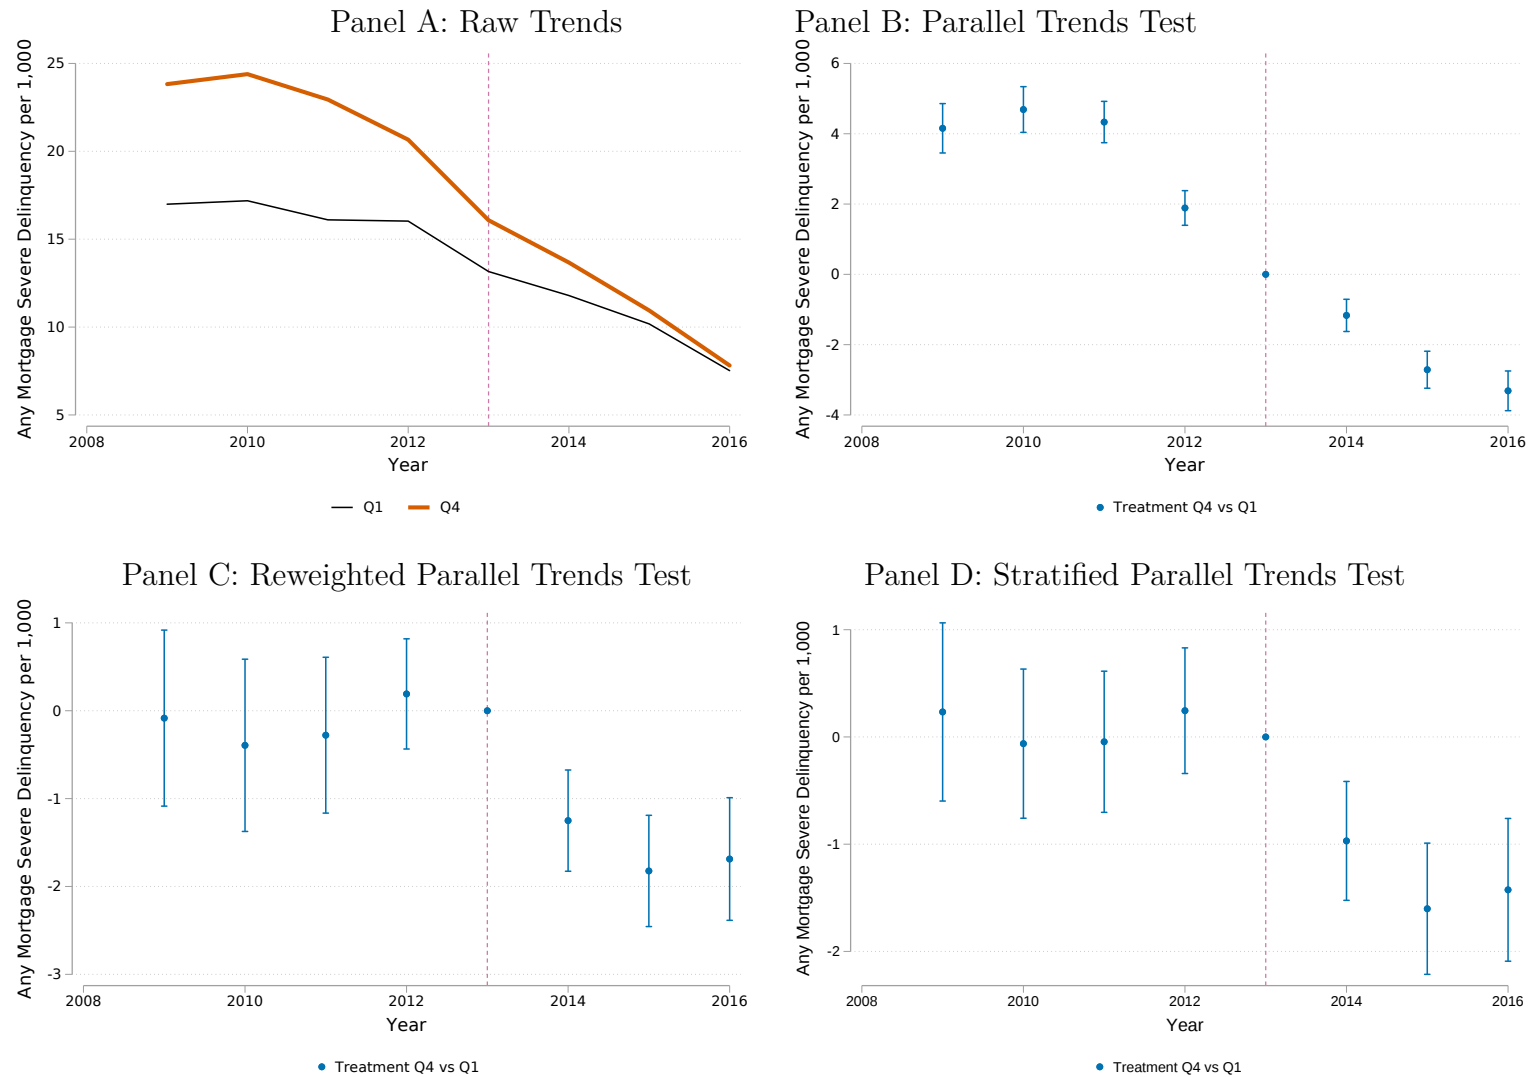 Panel A: Raw Trends
Any Mortgage Severe Delinquency per 1,000
25
20
15
10
5
2008 2010 2012 2014 2016
Year
Q1 Q4
Panel B: Parallel Trends Test
Any Mortgage Severe Delinquency per 1,000
6
4
2
0
-2
-4
2008 2010 2012 2014 2016
Year
Treatment Q4 vs Q1
Panel C: Reweighted Parallel Trends Test
Any Mortgage Severe Delinquency per 1,000
1
0
-1
-2
-3
2008 2010 2012 2014 2016
Year
Treatment Q4 vs Q1
Panel D: Stratified Parallel Trends Test
Any Mortgage Severe Delinquency per 1,000
1
0
-1
-2
2008 2010 2012 2014 2016
Year
Treatment Q4 vs Q1